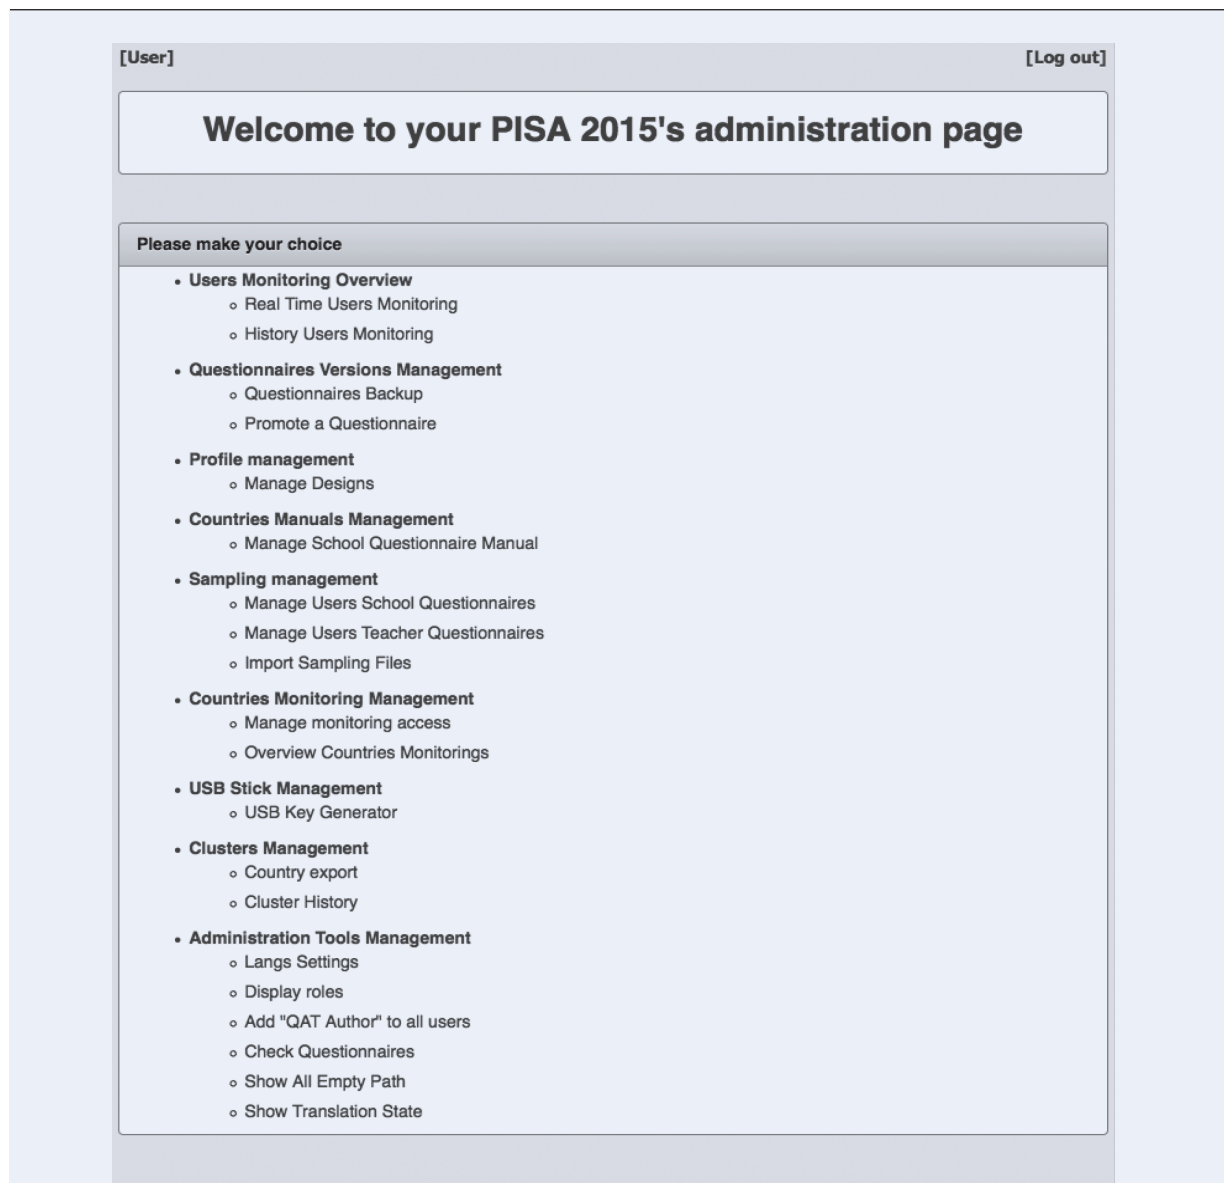 [User] [Log out]
Welcome to your PISA 2015's administration page
Please make your choice
Users Monitoring Overview
Real Time Users Monitoring
History Users Monitoring
Questionnaires Versions Management
Questionnaires Backup
Promote a Questionnaire
Profile management
Manage Designs
Countries Manuals Management
Manage School Questionnaire Manual
Sampling management
Manage Users School Questionnaires
Manage Users Teacher Questionnaires
Import Sampling Files
Countries Monitoring Management
Manage monitoring access
Overview Countries Monitorings
USB Stick Management
USB Key Generator
Clusters Management
Country export
Cluster History
Administration Tools Management
Langs Settings
Display roles
Add "QAT Author" to all users
Check Questionnaires
Show All Empty Path
Show Translation State